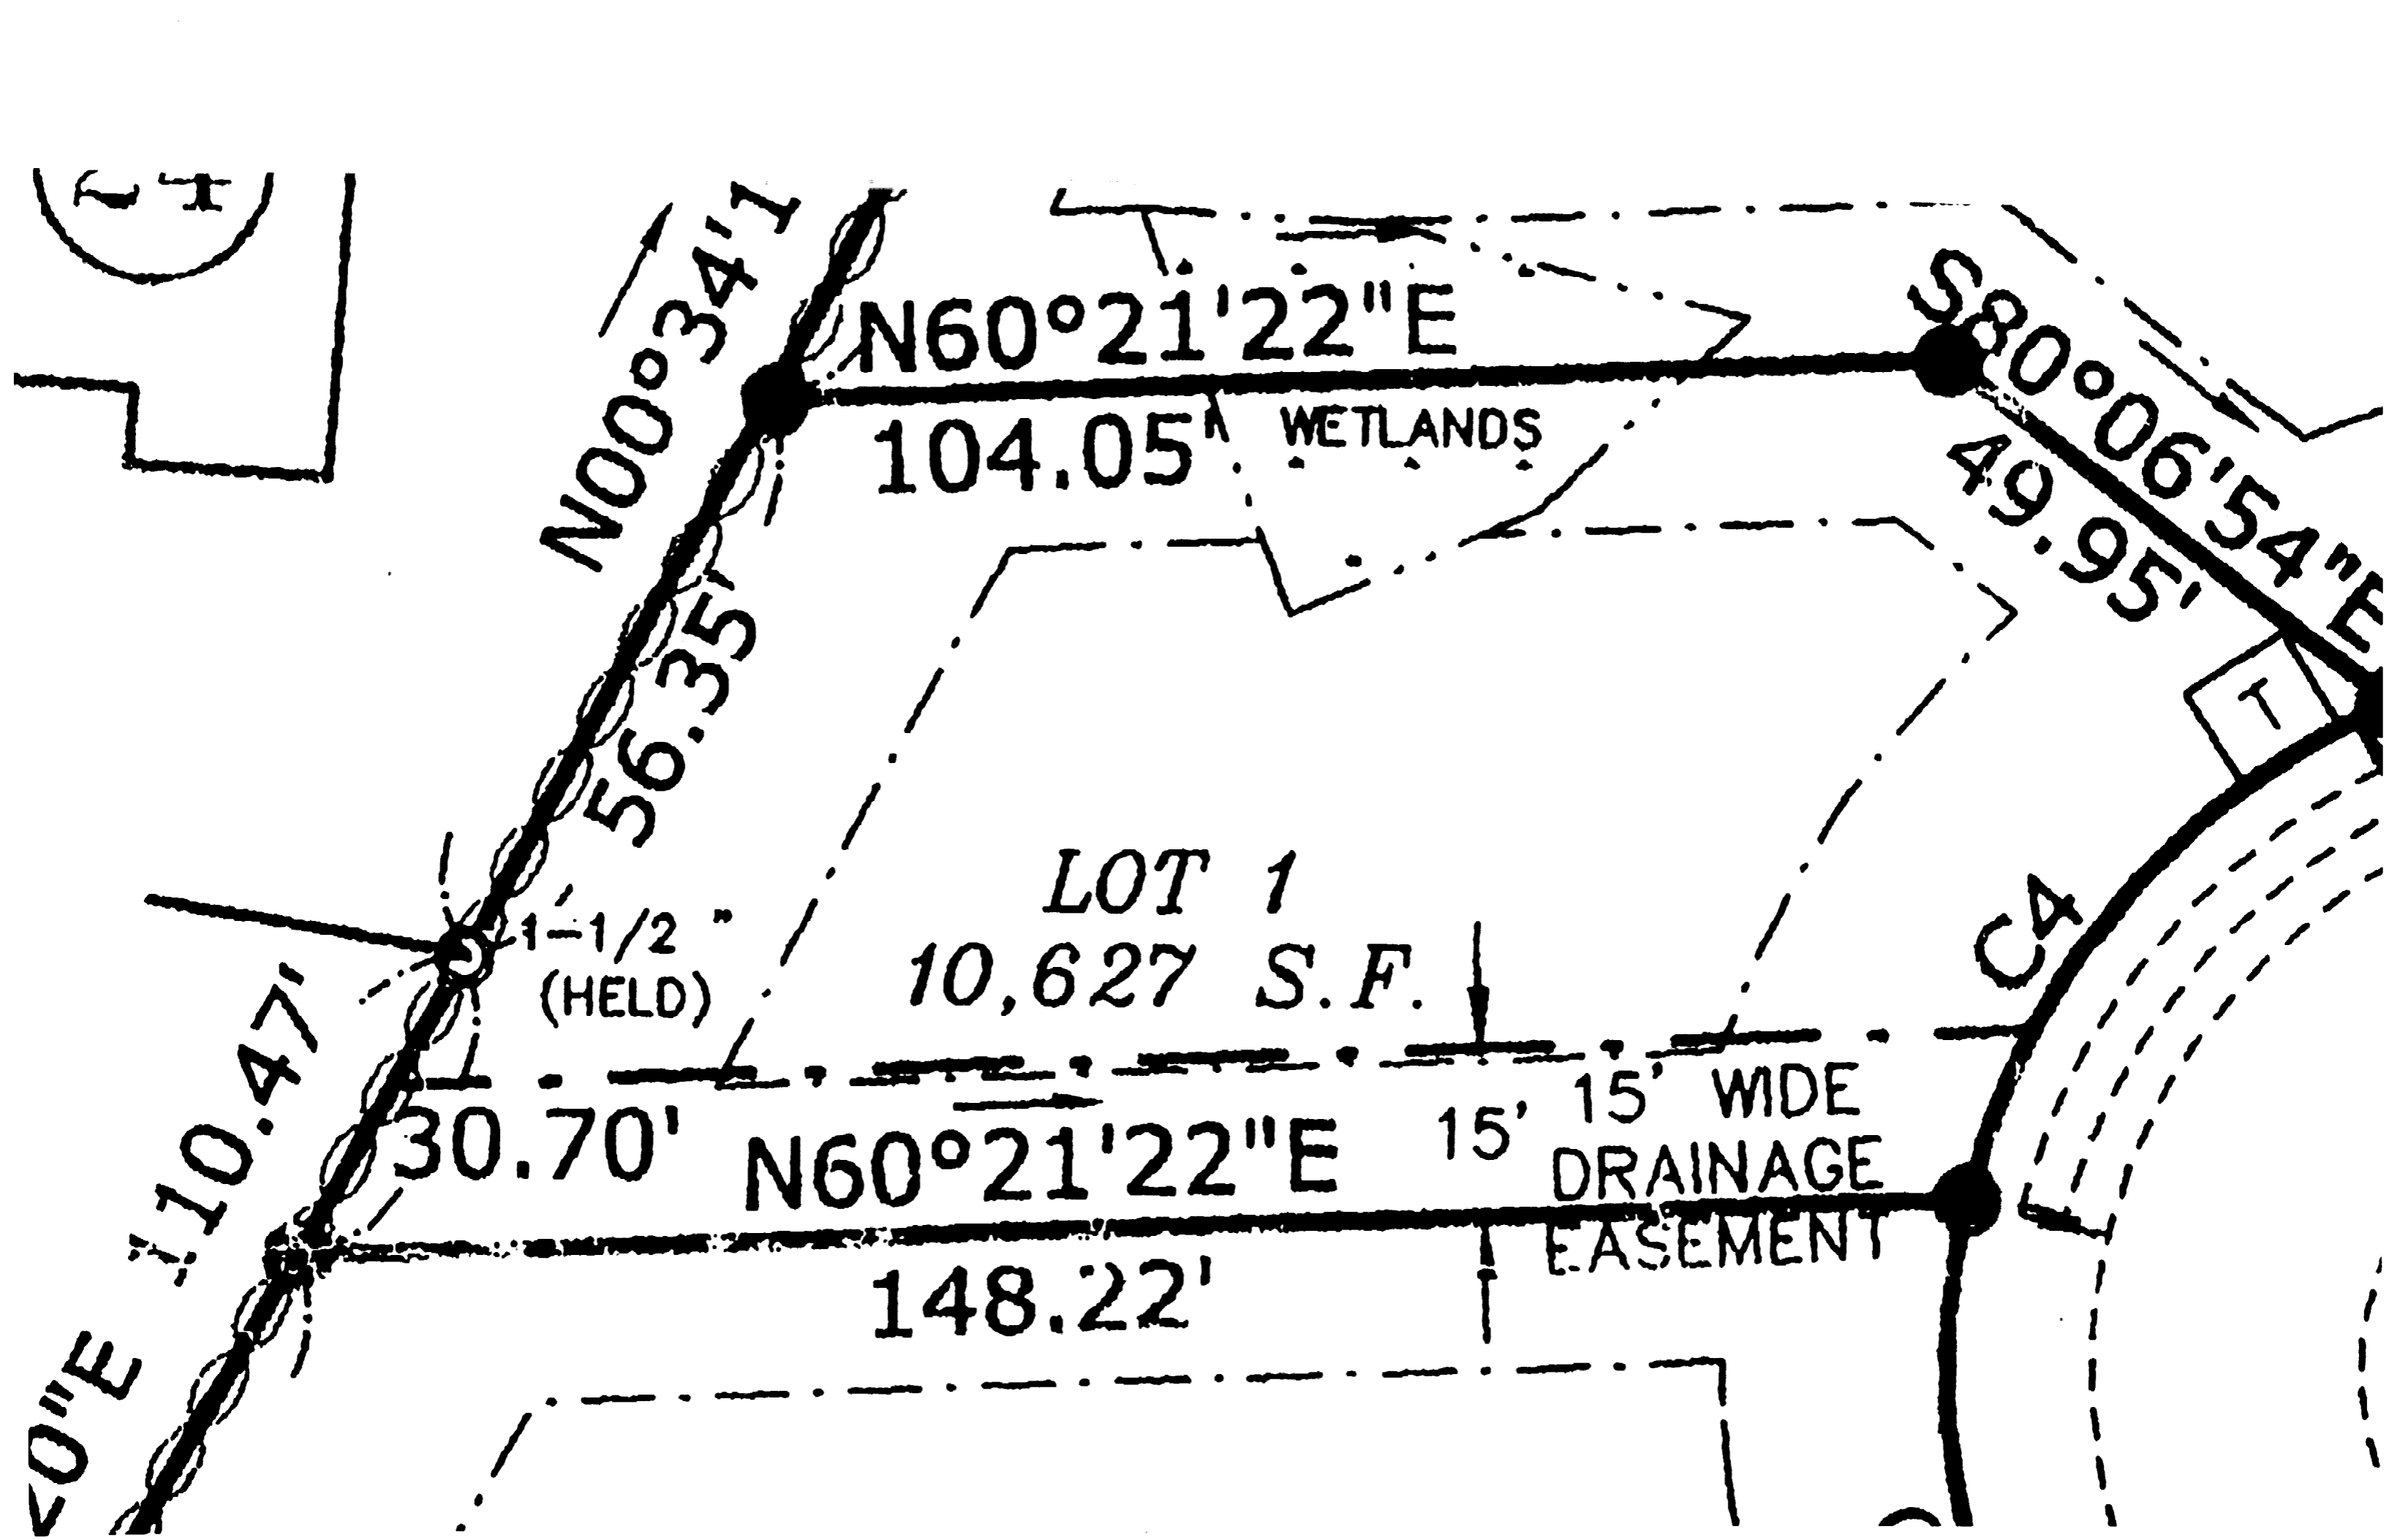 N00°34'1
N60°21'22"E
104.05'
WETLANDS
S80°06'54"E
49.95'
56.35'
T
1-1/2 "
(HELD)
LOT 1
10,627 S.F.
C4
110.47'
30.70'
N60°21'22"E
15'
15' WIDE
DRAINAGE
EASEMENT
148.22'
0"E